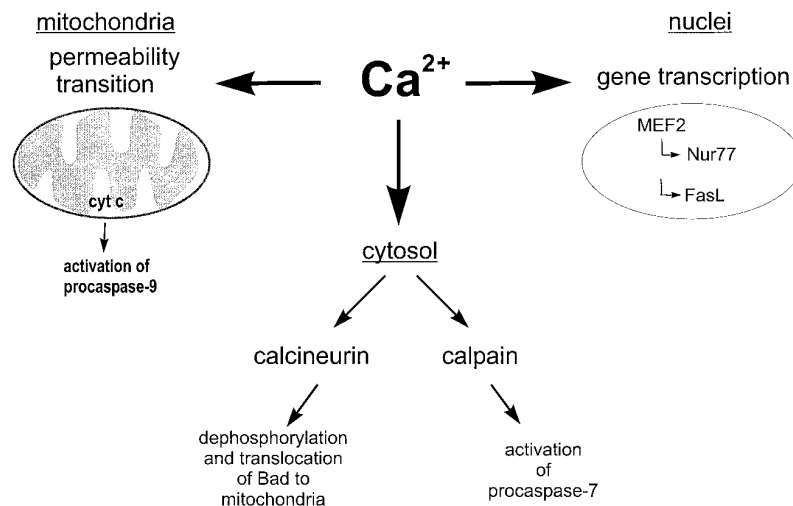 mitochondria
permeability
transition
cyt c
activation of
procaspase-9
Ca²⁺
nuclei
gene transcription
MEF2
Nur77
FasL
cytosol
calcineurin
calpain
dephosphorylation
and translocation
of Bad to
mitochondria
activation
of
procaspase-7